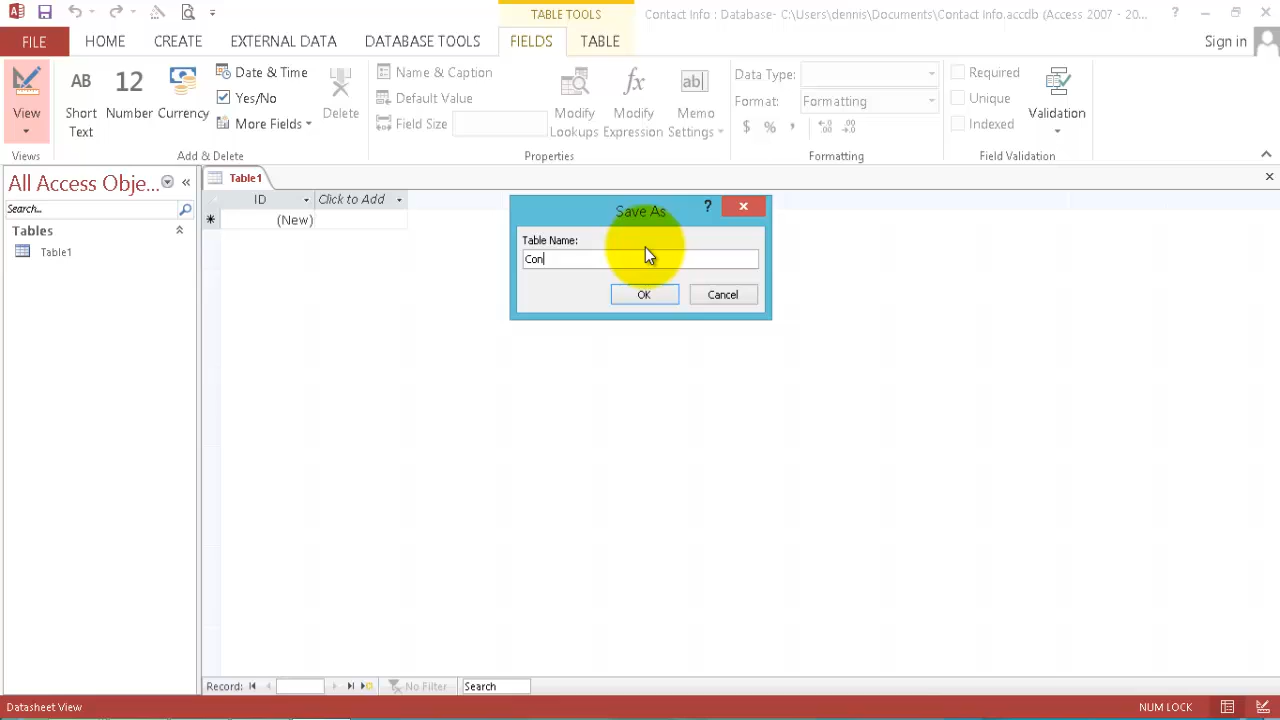 TABLE TOOLS
Contact Info : Database- C:\Users\dennis\Documents\Contact Info.accdb (Access 2007 - 20...
?
FILE HOME CREATE EXTERNAL DATA DATABASE TOOLS FIELDS TABLE Sign in
View
AB Short Text
12 Number
Currency
Date & Time
Yes/No
More Fields
Delete
Name & Caption
Default Value
Field Size
Modify Lookups
fx Modify Expression
ab| Memo Settings
Data Type:
Format: Formatting
$ % ,
Required
Unique
Indexed
Validation
Views Add & Delete Properties Formatting Field Validation
All Access Obje...
Search...
Tables
Table1
Table1
ID Click to Add
(New)
Save As ?
Table Name:
Con
OK Cancel
Record: No Filter Search
Datasheet View NUM LOCK